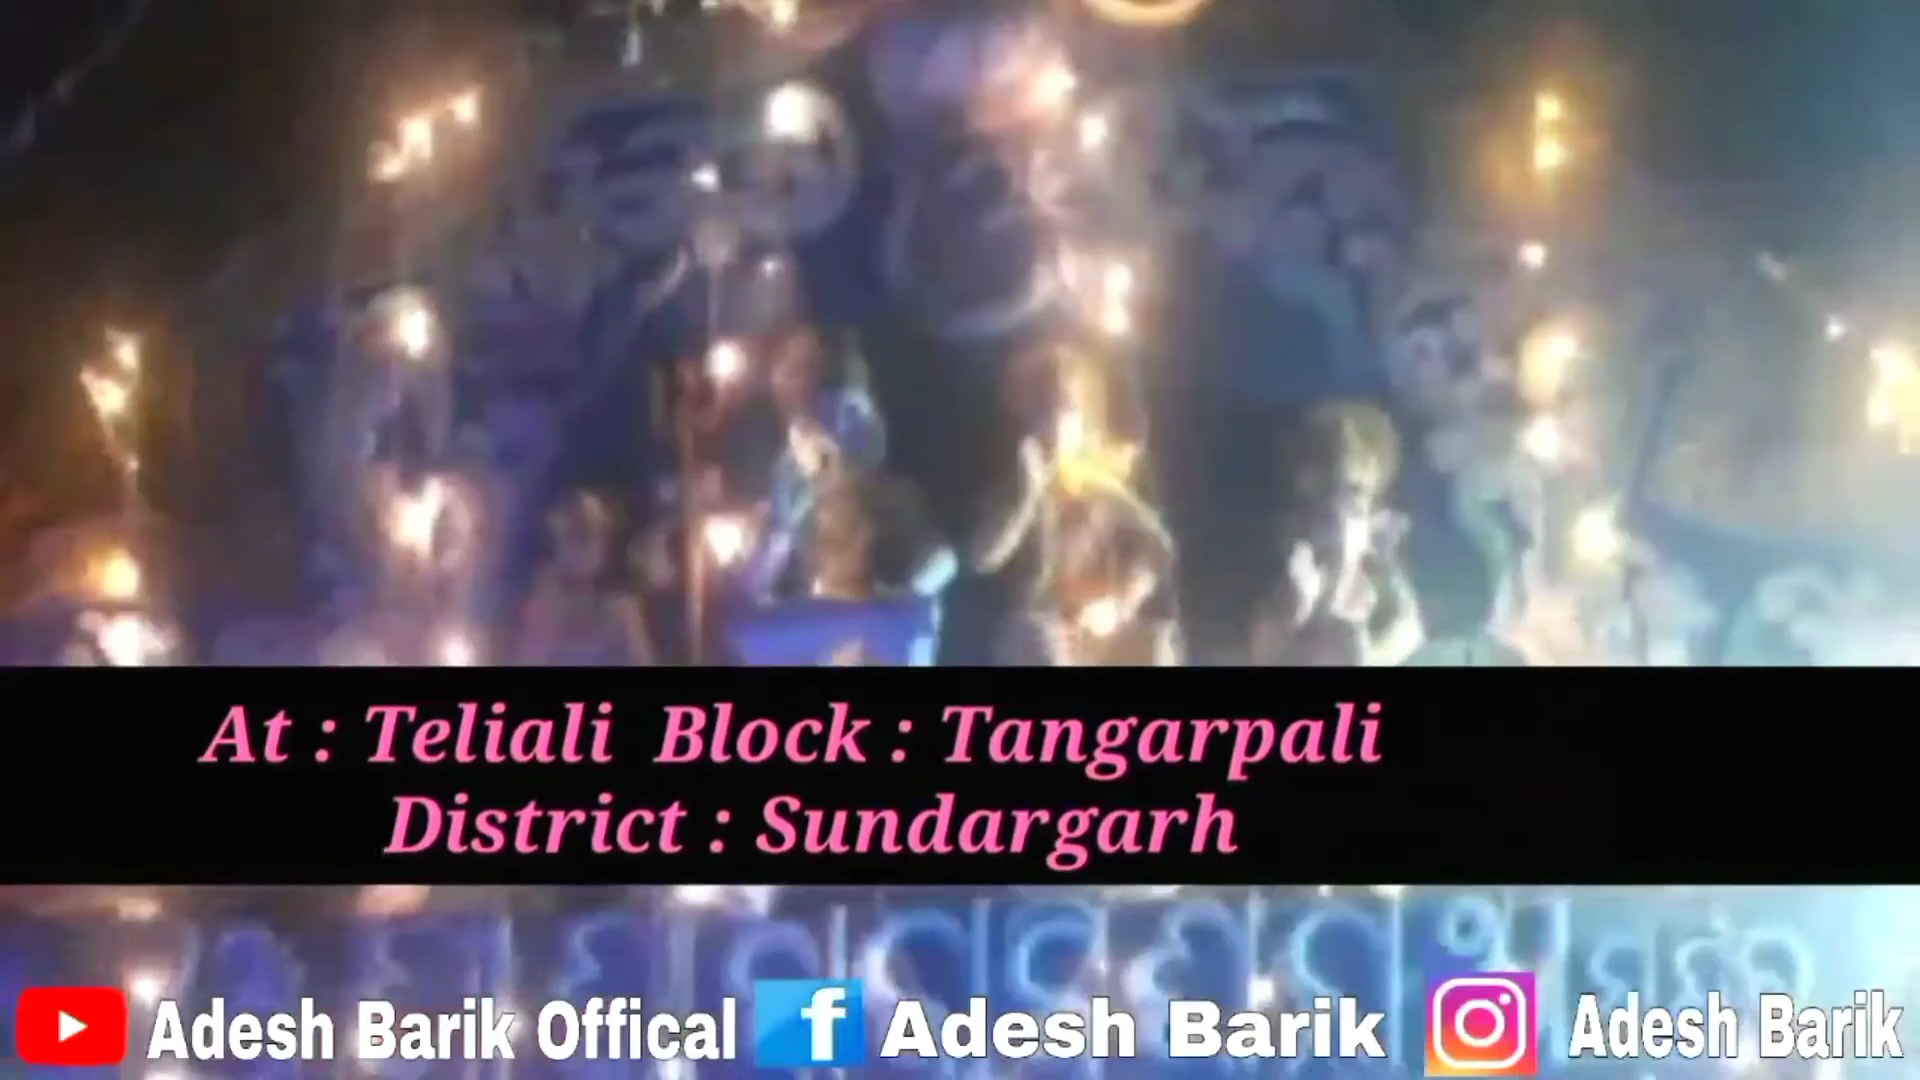 At : Teliali Block : Tangarpali
District : Sundargarh
Adesh Barik Offical Adesh Barik Adesh Barik